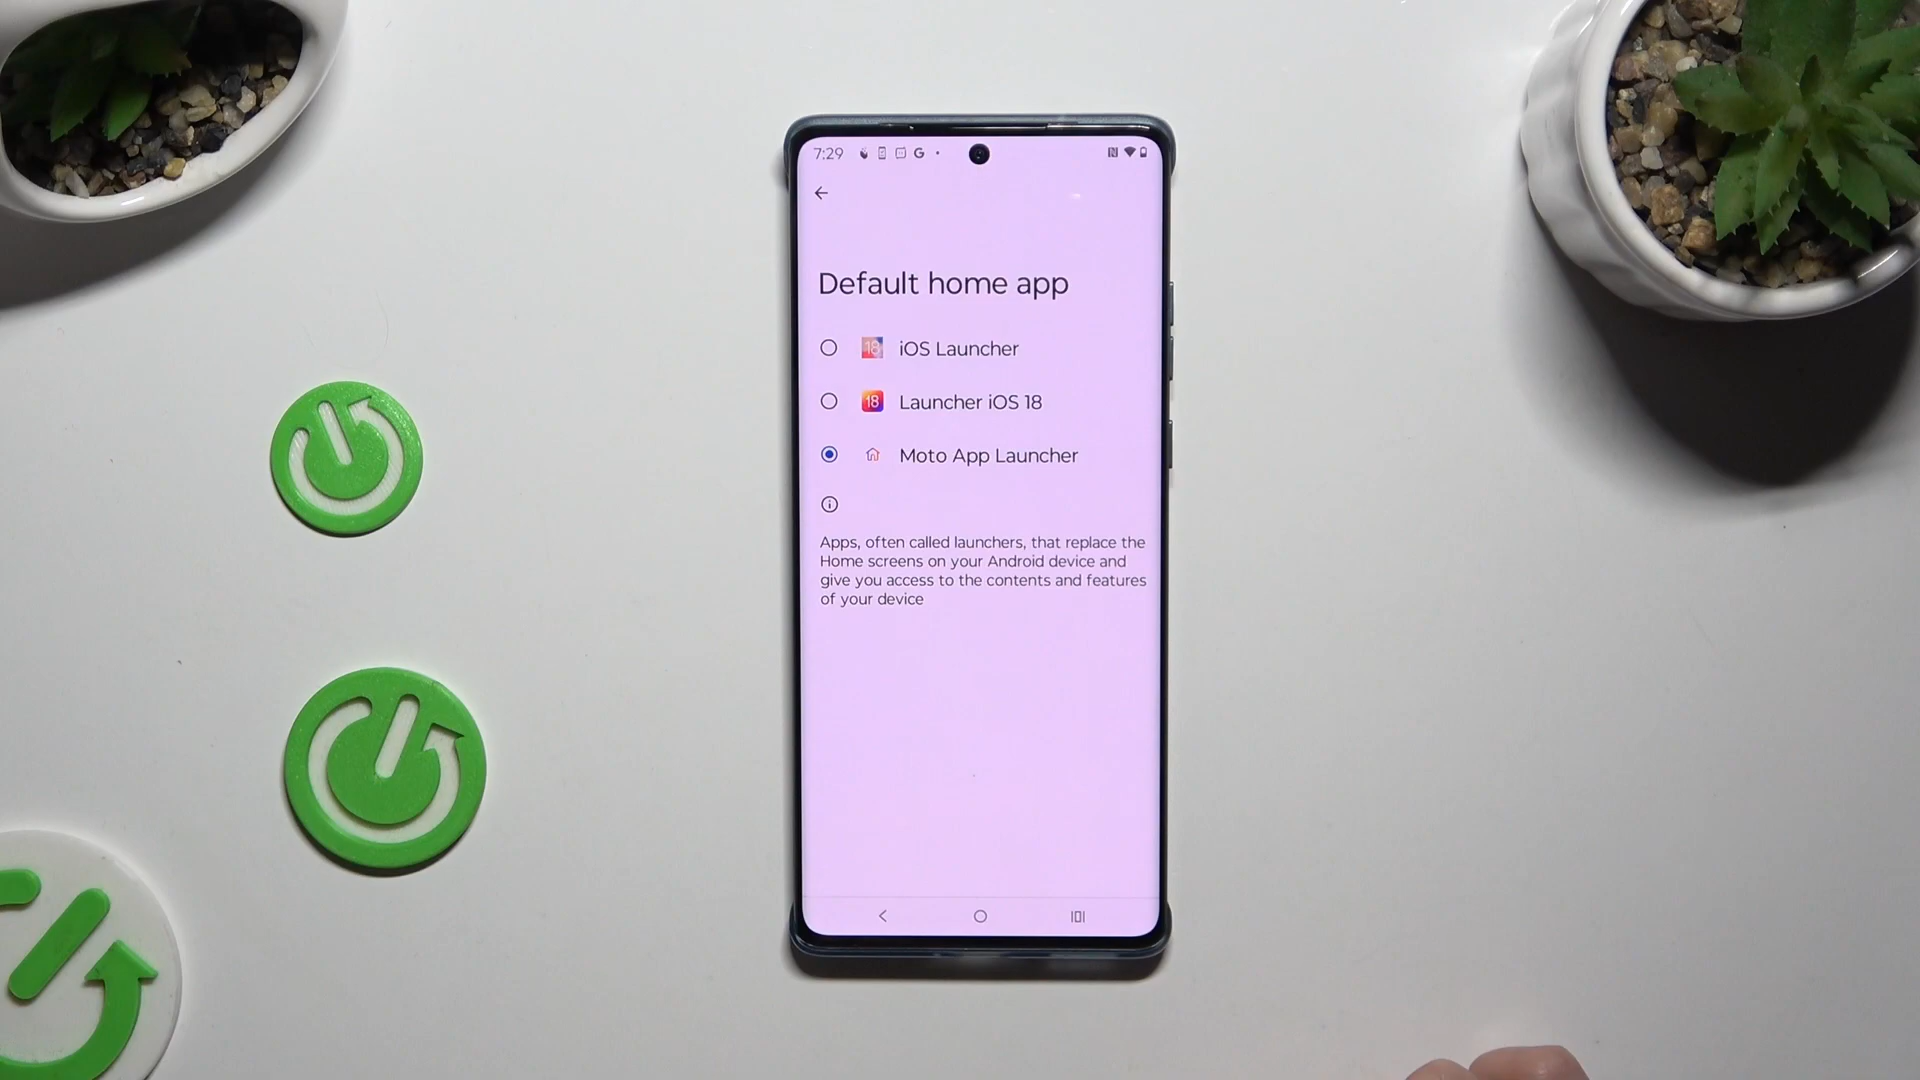 7:29
Default home app
18 iOS Launcher
18 Launcher iOS 18
Moto App Launcher
Apps, often called launchers, that replace the
Home screens on your Android device and
give you access to the contents and features
of your device